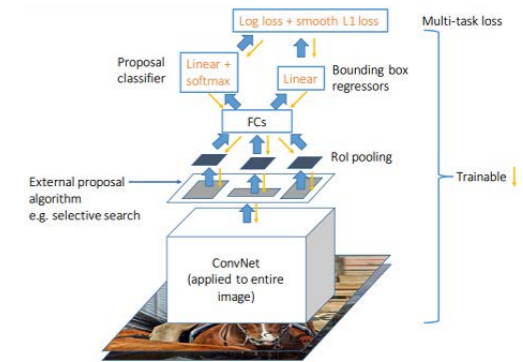 Log loss + smooth L1 loss
Multi-task loss
Proposal
classifier
Linear +
softmax
Linear
Bounding box
regressors
FCs
RoI pooling
External proposal
algorithm
e.g. selective search
Trainable
ConvNet
(applied to entire
image)